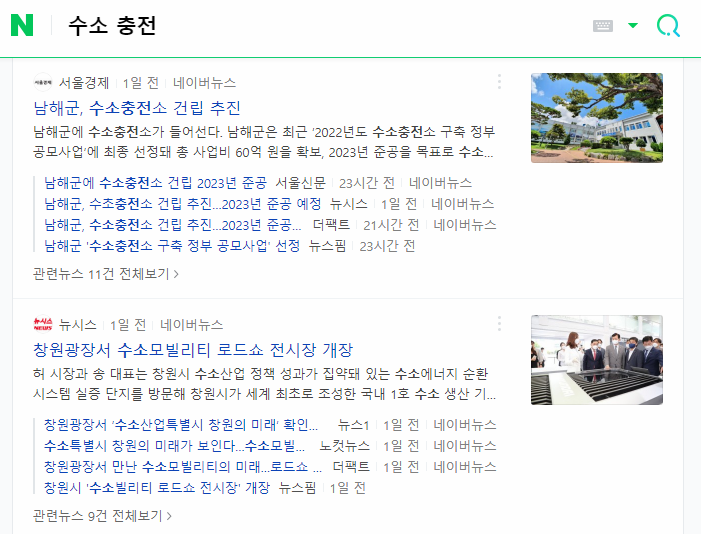 N 수소 충전
서울경제 1일 전 네이버뉴스
남해군, 수소충전소 건립 추진
남해군에 수소충전소가 들어선다. 남해군은 최근 ‘2022년도 수소충전소 구축 정부
공모사업’에 최종 선정돼 총 사업비 60억 원을 확보, 2023년 준공을 목표로 수소...
남해군에 수소충전소 건립 2023년 준공 서울신문 23시간 전 네이버뉴스
남해군, 수초충전소 건립 추진...2023년 준공 예정 뉴시스 1일 전 네이버뉴스
남해군, 수소충전소 건립 추진...2023년 준공... 더팩트 21시간 전 네이버뉴스
남해군 '수소충전소 구축 정부 공모사업' 선정 뉴스핌 23시간 전
관련뉴스 11건 전체보기 >
뉴시스 NEWS 뉴시스 1일 전 네이버뉴스
창원광장서 수소모빌리티 로드쇼 전시장 개장
허 시장과 송 대표는 창원시 수소산업 정책 성과가 집약돼 있는 수소에너지 순환
시스템 실증 단지를 방문해 창원시가 세계 최초로 조성한 국내 1호 수소 생산 기...
창원광장서 ‘수소산업특별시 창원의 미래’ 확인... 뉴스1 1일 전 네이버뉴스
수소특별시 창원의 미래가 보인다...수소모빌... 노컷뉴스 1일 전 네이버뉴스
창원광장서 만난 수소모빌리티의 미래...로드쇼 ... 더팩트 1일 전 네이버뉴스
창원시 '수소빌리티 로드쇼 전시장' 개장 뉴스핌 1일 전
관련뉴스 9건 전체보기 >